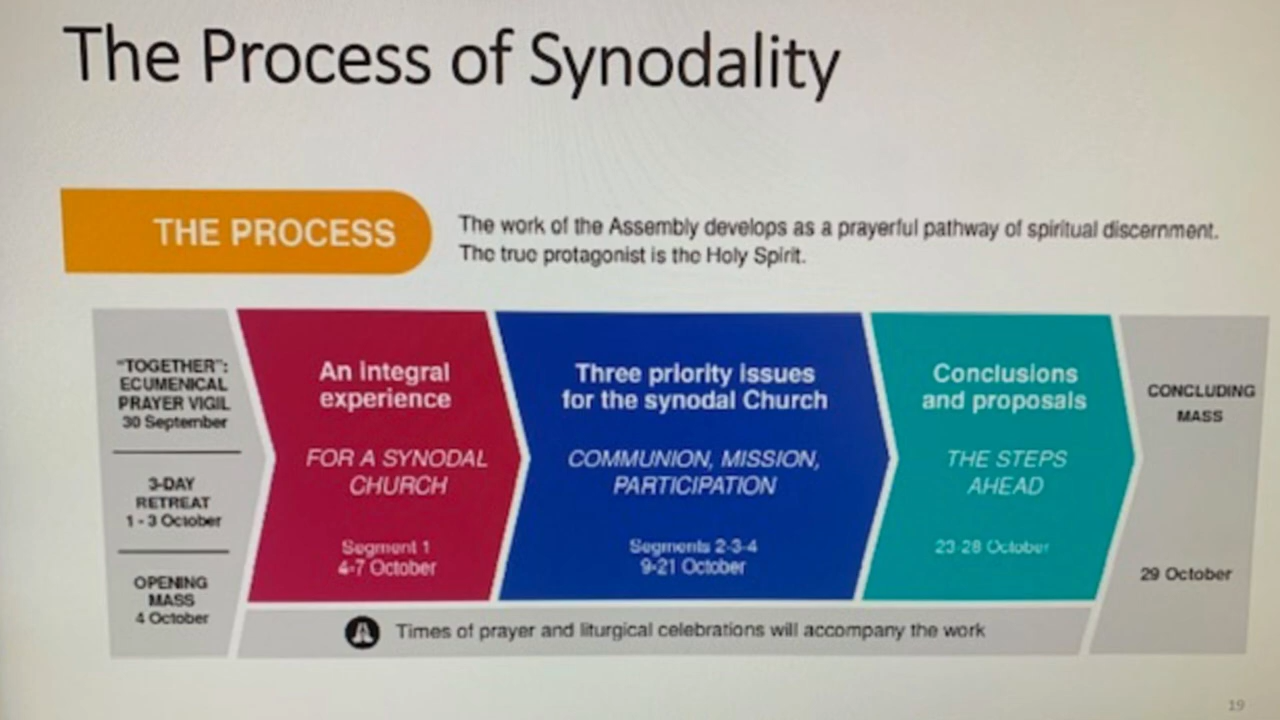 The Process of Synodality
THE PROCESS
The work of the Assembly develops as a prayerful pathway of spiritual discernment.
The true protagonist is the Holy Spirit.
"TOGETHER":
ECUMENICAL
PRAYER VIGIL
30 September
3-DAY
RETREAT
1 - 3 October
OPENING
MASS
4 October
An integral
experience
FOR A SYNODAL
CHURCH
Segment 1
4-7 October
Three priority issues
for the synodal Church
COMMUNION, MISSION,
PARTICIPATION
Segments 2-3-4
9-21 October
Conclusions
and proposals
THE STEPS
AHEAD
23-28 October
CONCLUDING
MASS
29 October
Times of prayer and liturgical celebrations will accompany the work
19